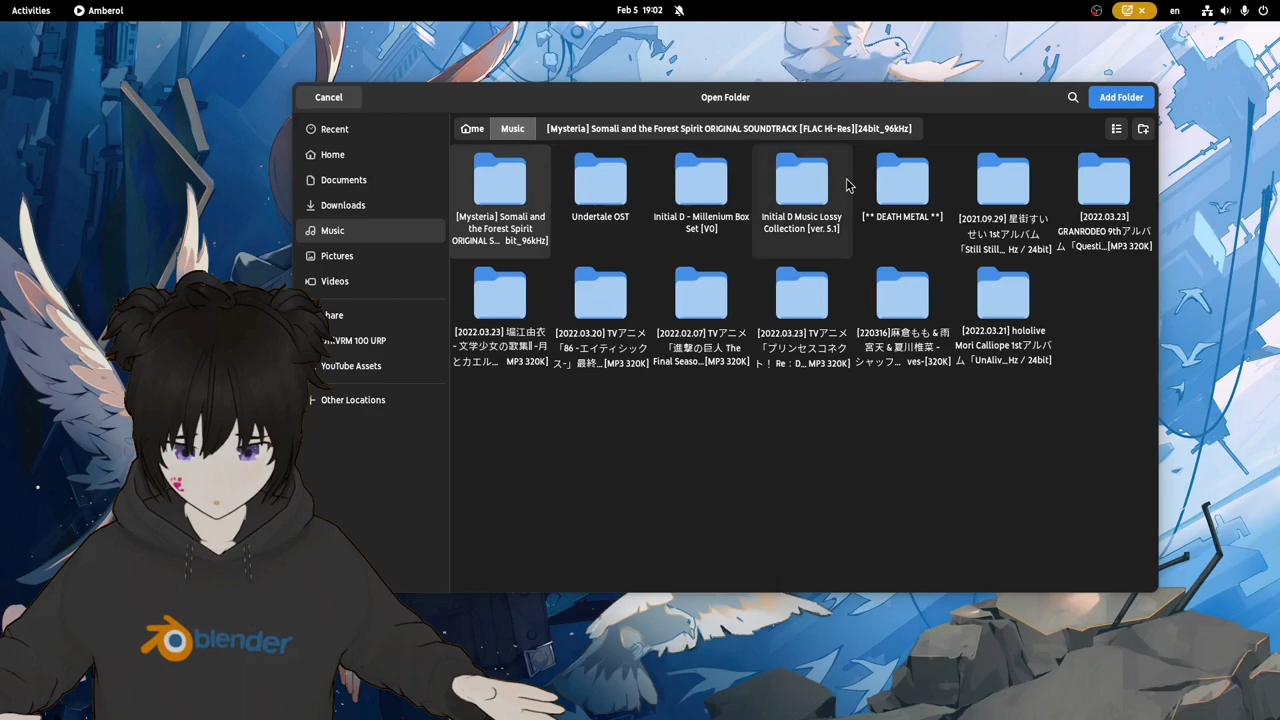 Activities
Amberol
Feb 5 19:02
en
Cancel
Open Folder
Add Folder
Home
Music
[Mysteria] Somali and the Forest Spirit ORIGINAL SOUNDTRACK [FLAC Hi-Res][24bit_96kHz]
Recent
Home
Documents
Downloads
Music
Pictures
Videos
VRM 100 URP
YouTube Assets
Other Locations
[Mysteria] Somali and
the Forest Spirit
ORIGINAL S... bit_96kHz]
Undertale OST
Initial D - Millenium Box
Set [V0]
Initial D Music Lossy
Collection [ver. 5.1]
[** DEATH METAL **]
[2021.09.29] 星街すい
せい 1stアルバム
「Still Still... Hz / 24bit]
[2022.03.23]
GRANRODEO 9thアルバ
ム「Questi...[MP3 320K]
[2022.03.23] 堀江由衣
- 文学少女の歌集Ⅱ-月
とカエル... MP3 320K]
[2022.03.20] TVアニメ
「86 -エイティシック
ス-」最終...[MP3 320K]
[2022.02.07] TVアニメ
「進撃の巨人 The
Final Seaso...[MP3 320K]
[2022.03.23] TVアニメ
「プリンセスコネク
ト！ Re：D... MP3 320K]
[220316]麻倉もも & 雨
宮天 & 夏川椎菜 -
シャッフ... ves-[320K]
[2022.03.21] hololive
Mori Calliope 1stアルバ
ム「UnAliv...Hz / 24bit]
blender